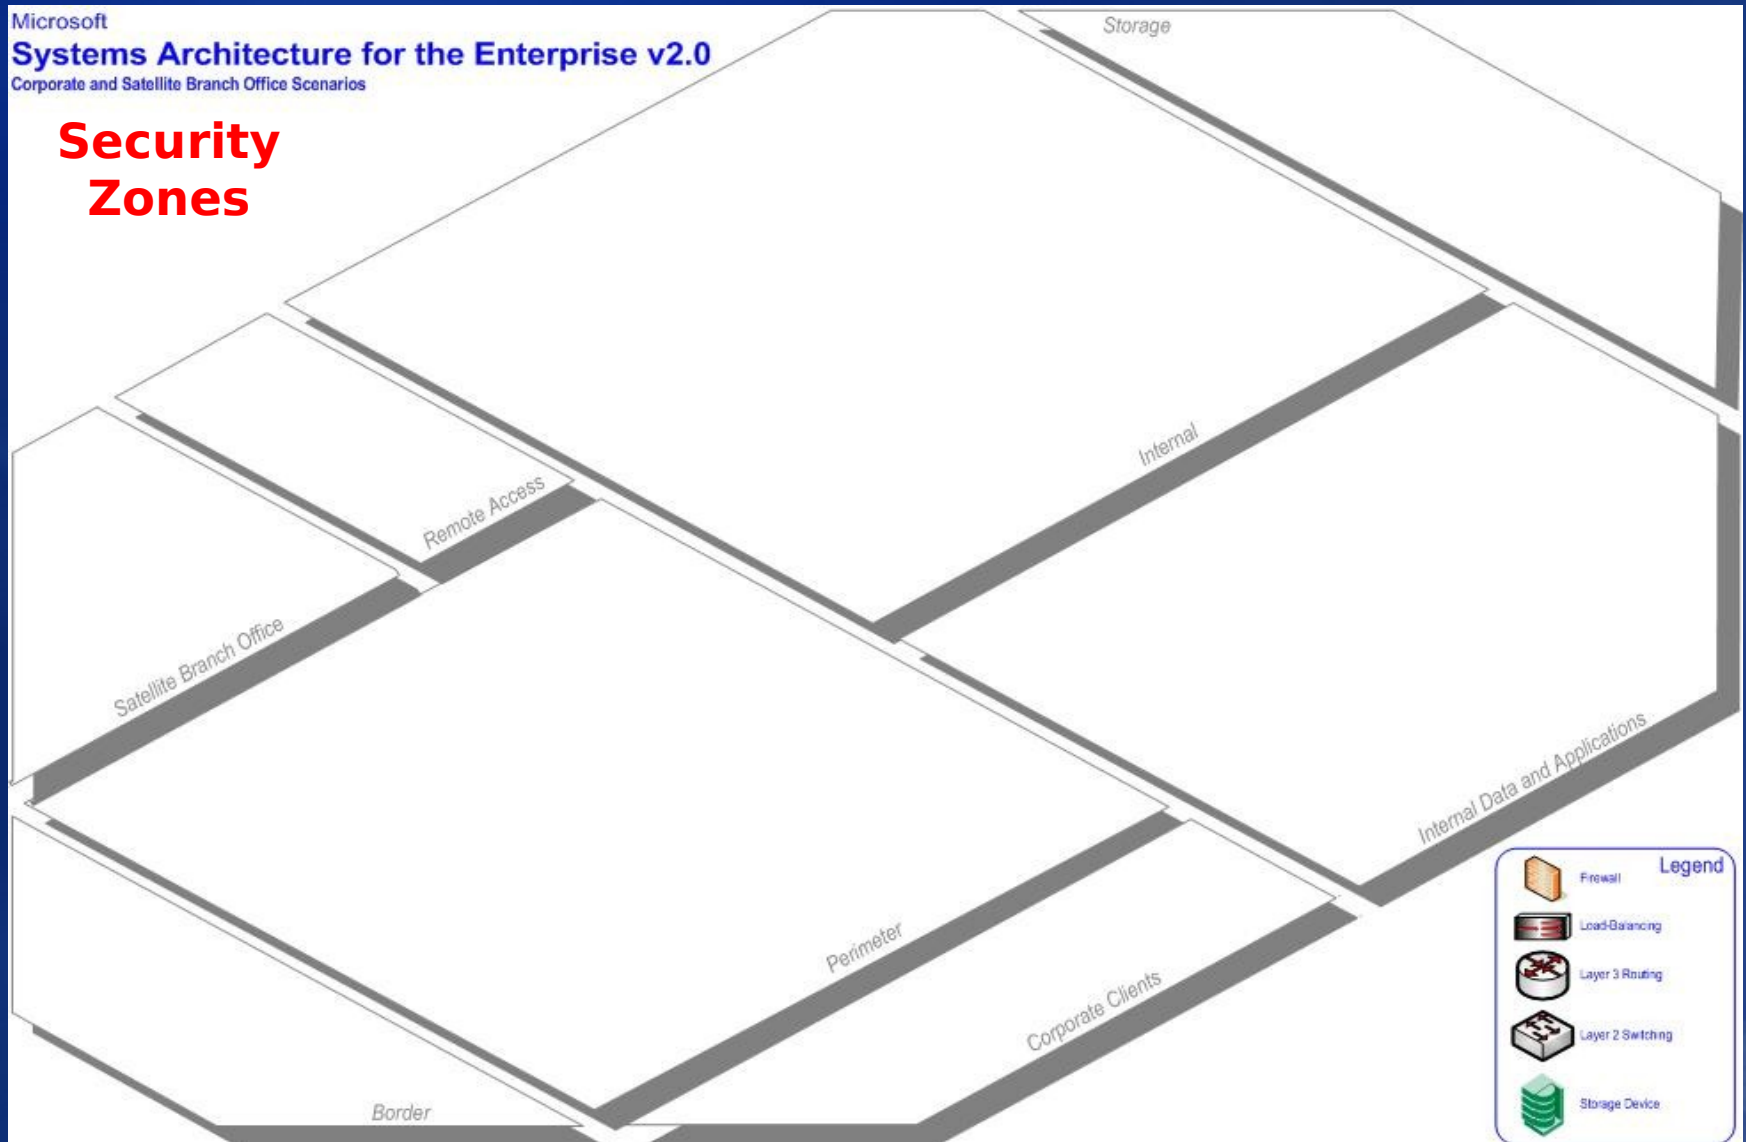 Microsoft
Systems Architecture for the Enterprise v2.0
Corporate and Satellite Branch Office Scenarios
Security
Zones
Storage
Internal
Remote Access
Satellite Branch Office
Internal Data and Applications
Perimeter
Corporate Clients
Border
Legend
Firewall
Load-Balancing
Layer 3 Routing
Layer 2 Switching
Storage Device